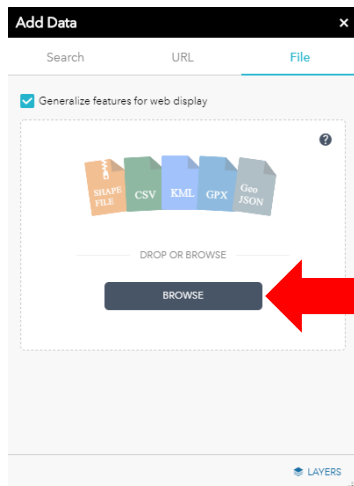 Add Data ×
Search URL File
Generalize features for web display
?
SHAPE FILE CSV KML GPX Geo JSON
DROP OR BROWSE
BROWSE
LAYERS